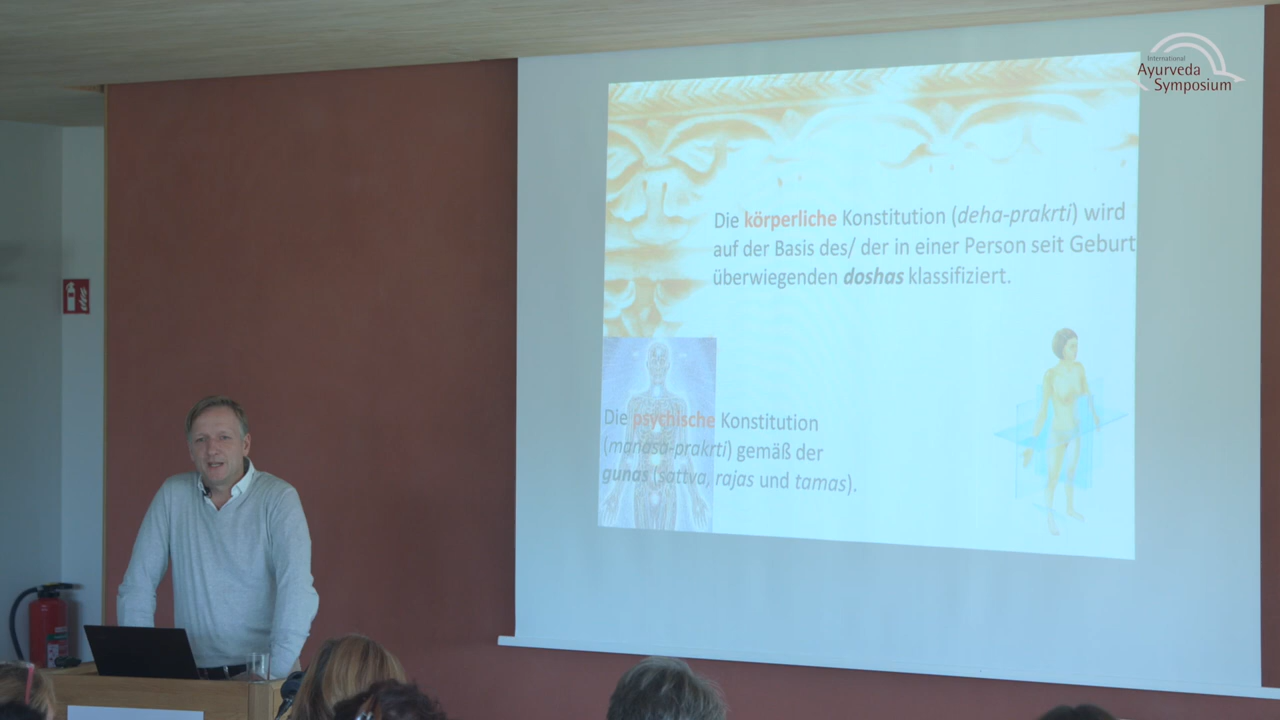 International
Ayurveda
Symposium
Die körperliche Konstitution (deha-prakrti) wird
auf der Basis des/ der in einer Person seit Geburt
überwiegenden doshas klassifiziert.
Die psychische Konstitution
(manasa-prakrti) gemäß der
gunas (sattva, rajas und tamas).